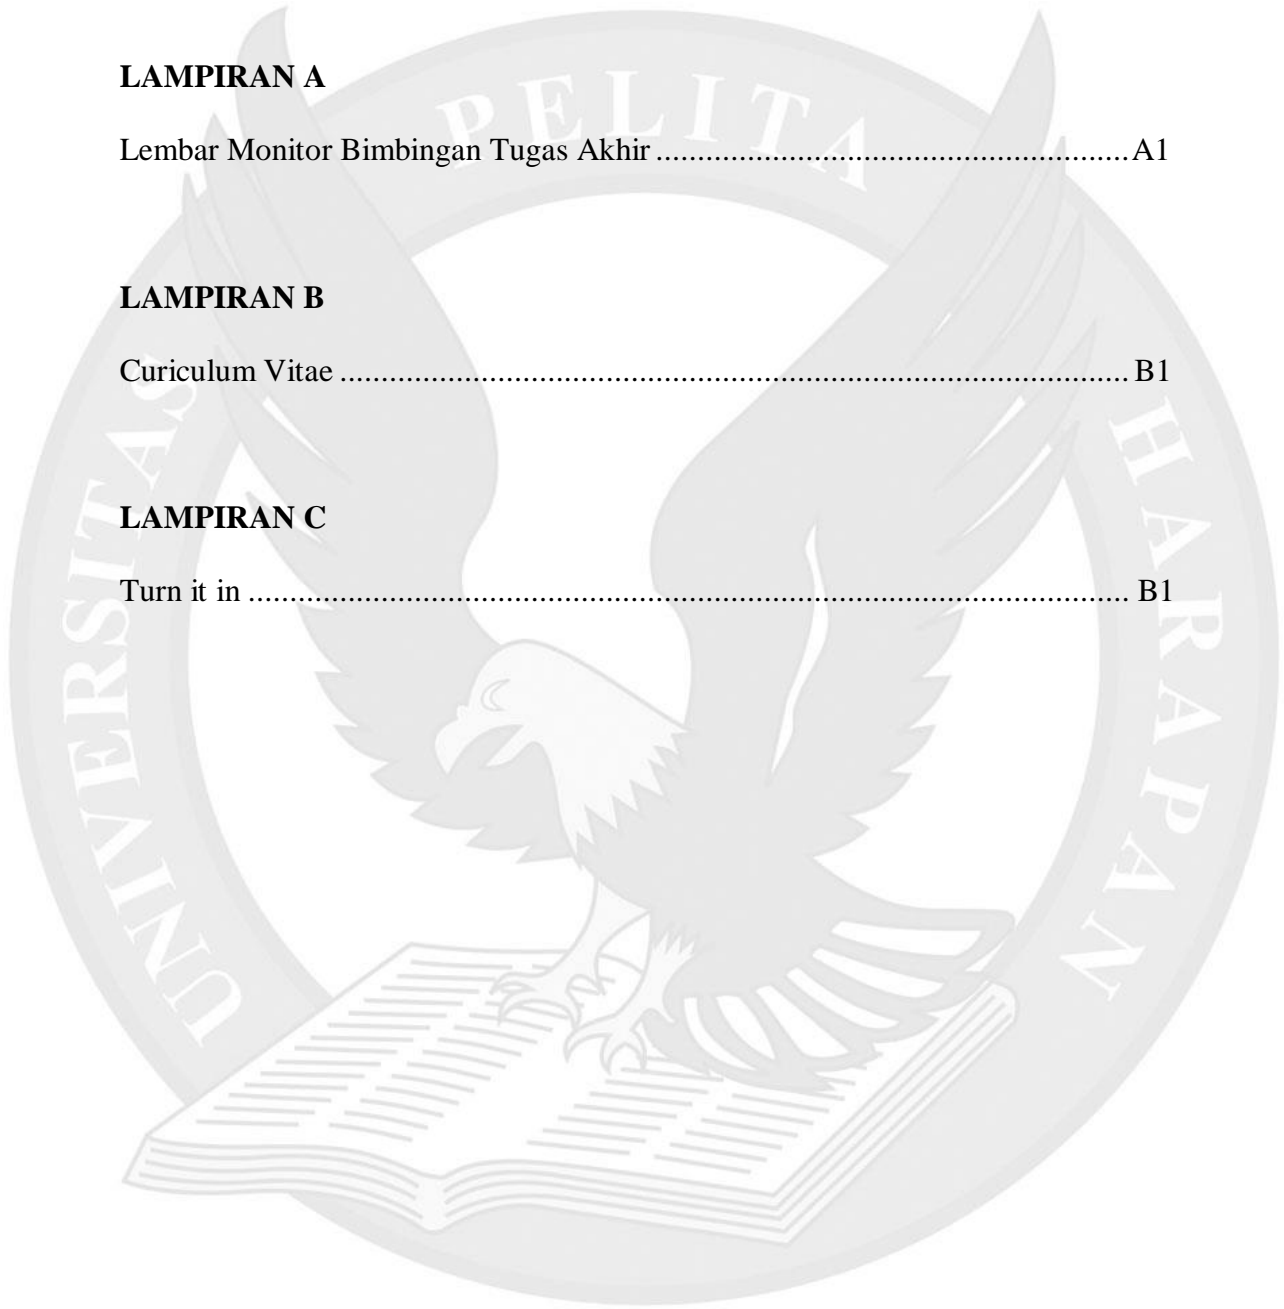 LAMPIRAN A
Lembar Monitor Bimbingan Tugas Akhir ......................................................... A1
LAMPIRAN B
Curiculum Vitae ............................................................................................... B1
LAMPIRAN C
Turn it in .......................................................................................................... B1
UNIVERSITAS PELITA HARAPAN